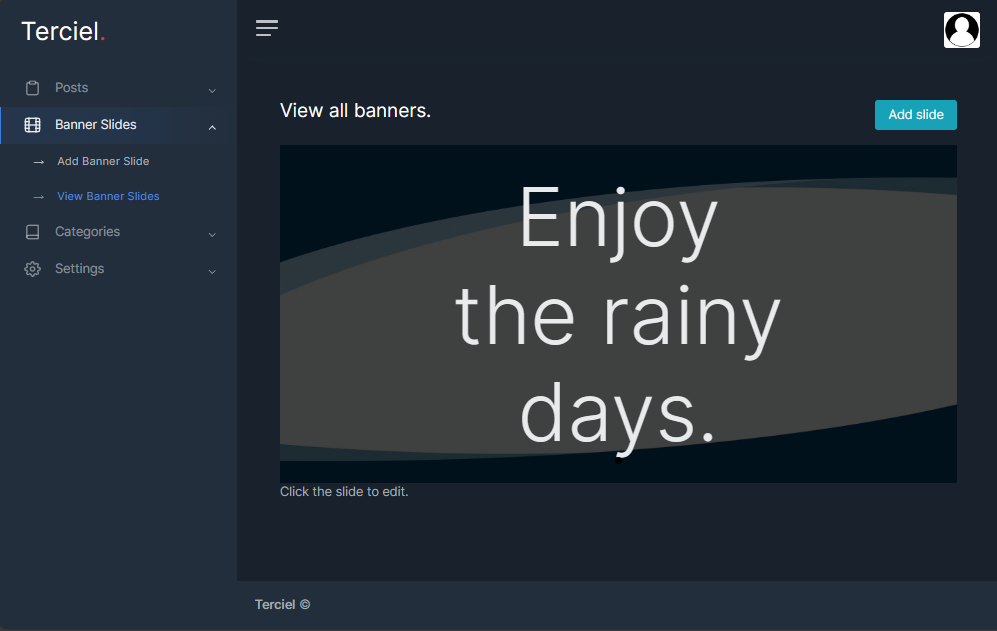 Terciel.
Posts
Banner Slides
Add Banner Slide
View Banner Slides
Categories
Settings
View all banners.
Add slide
Enjoy
the rainy
days.
Click the slide to edit.
Terciel ©